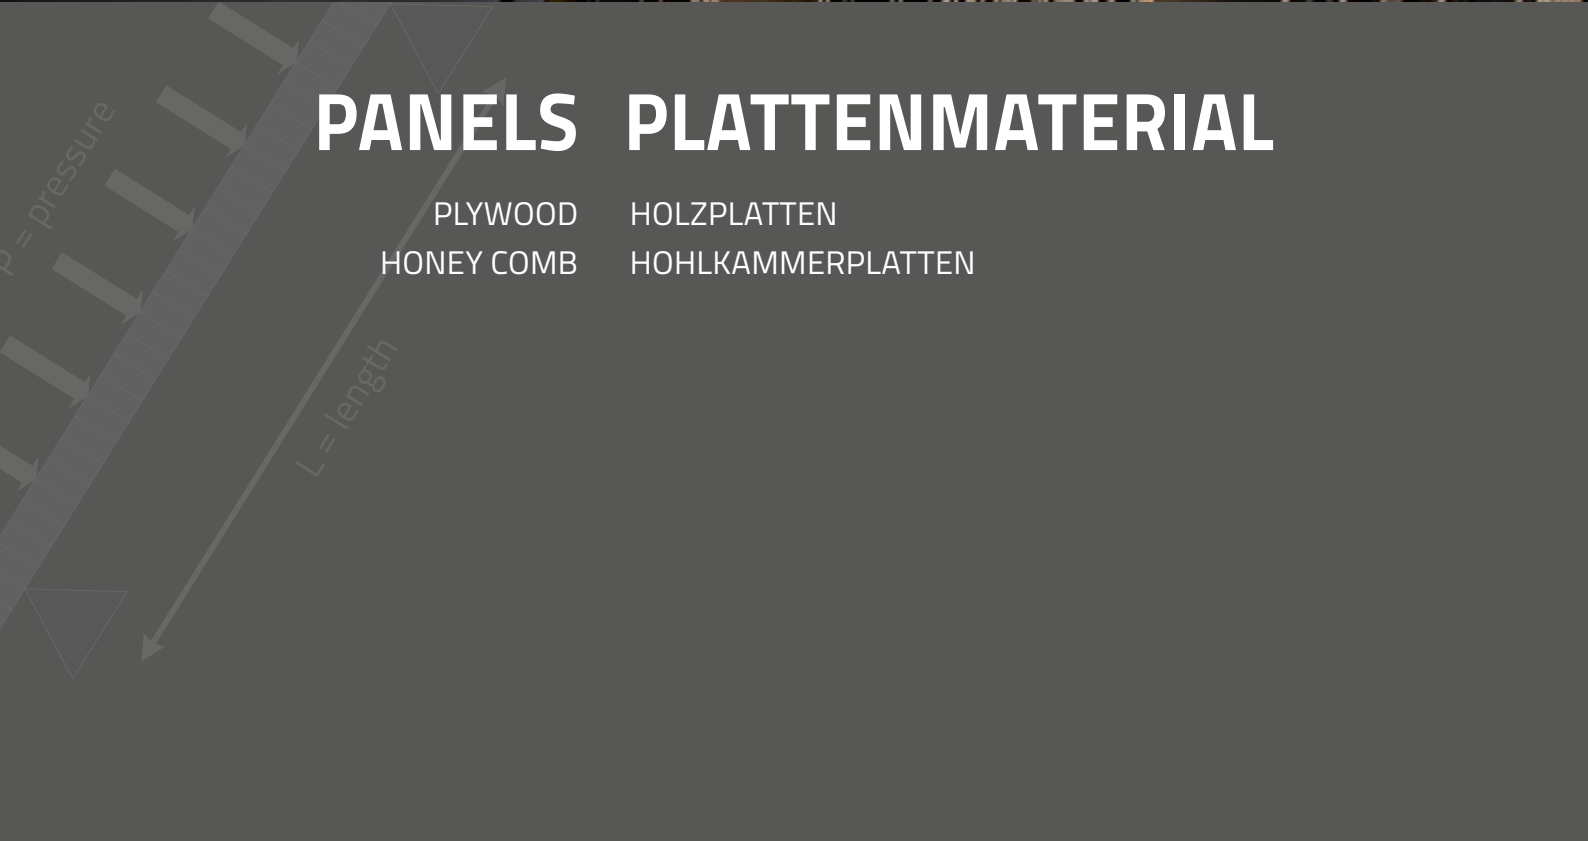 PANELS PLATTENMATERIAL
PLYWOOD HOLZPLATTEN
HONEY COMB HOHLKAMMERPLATTEN
P = pressure
L = length